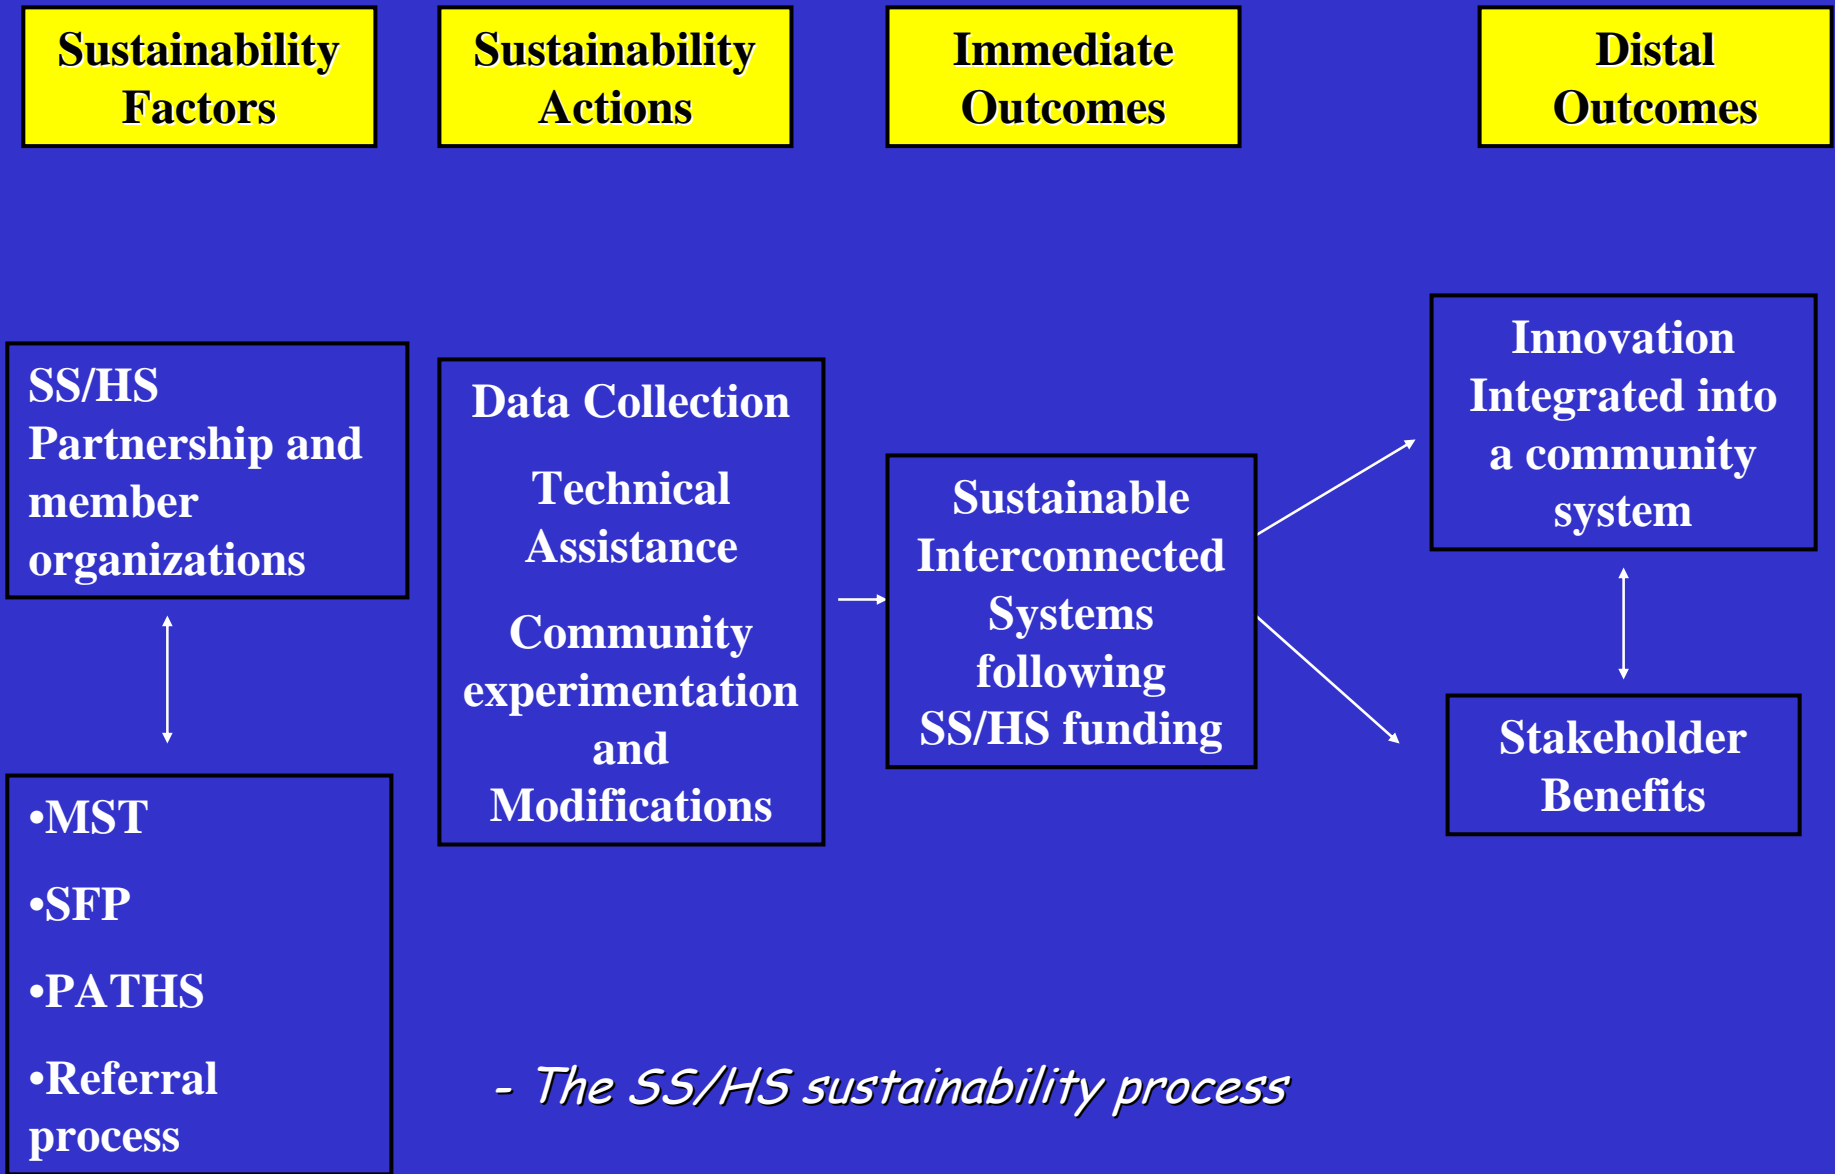 Sustainability
Factors
Sustainability
Actions
Immediate
Outcomes
Distal
Outcomes
SS/HS
Partnership and
member
organizations
•MST
•SFP
•PATHS
•Referral
process
Data Collection
Technical
Assistance
Community
experimentation
and
Modifications
Sustainable
Interconnected
Systems
following
SS/HS funding
Innovation
Integrated into
a community
system
Stakeholder
Benefits
- The SS/HS sustainability process